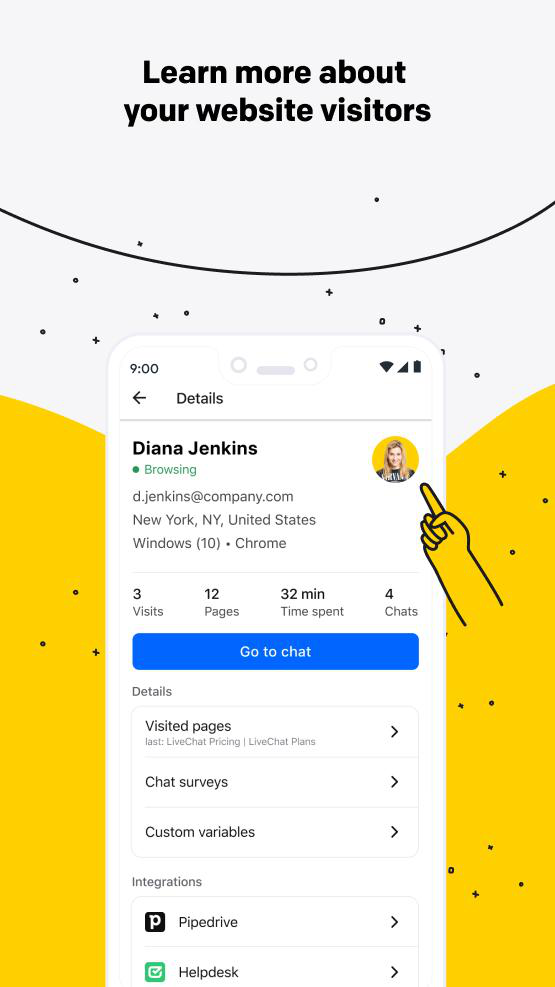 Learn more about
your website visitors
9:00
Details
Diana Jenkins
Browsing
d.jenkins@company.com
New York, NY, United States
Windows (10) • Chrome
3 12 32 min 4
Visits Pages Time spent Chats
Go to chat
Details
Visited pages
last: LiveChat Pricing | LiveChat Plans
Chat surveys
Custom variables
Integrations
Pipedrive
Helpdesk